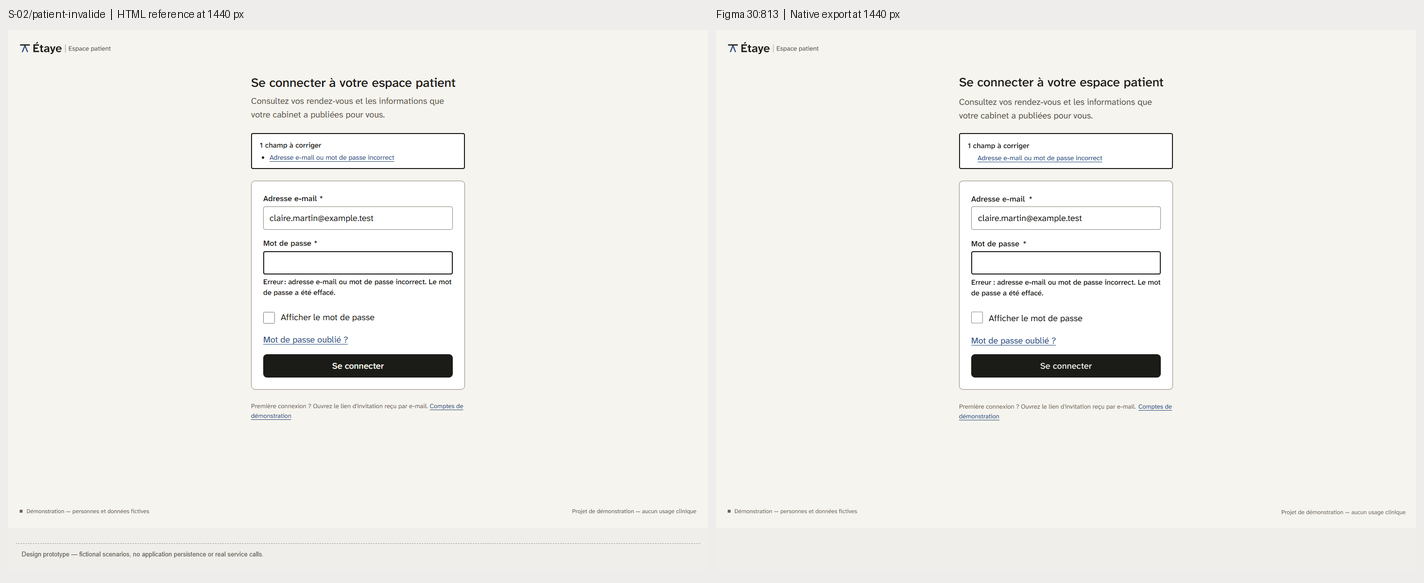 S-02/patient-invalide | HTML reference at 1440 px
Étaye | Espace patient
Se connecter à votre espace patient
Consultez vos rendez-vous et les informations que
votre cabinet a publiées pour vous.
1 champ à corriger
• Adresse e-mail ou mot de passe incorrect
Adresse e-mail *
claire.martin@example.test
Mot de passe *
Erreur : adresse e-mail ou mot de passe incorrect. Le mot
de passe a été effacé.
Afficher le mot de passe
Mot de passe oublié ?
Se connecter
Première connexion ? Ouvrez le lien d'invitation reçu par e-mail. Comptes de
démonstration
Démonstration — personnes et données fictives
Projet de démonstration — aucun usage clinique
Design prototype — fictional scenarios, no application persistence or real service calls.
Figma 30:813 | Native export at 1440 px
Étaye | Espace patient
Se connecter à votre espace patient
Consultez vos rendez-vous et les informations que
votre cabinet a publiées pour vous.
1 champ à corriger
Adresse e-mail ou mot de passe incorrect
Adresse e-mail *
claire.martin@example.test
Mot de passe *
Erreur : adresse e-mail ou mot de passe incorrect. Le mot
de passe a été effacé.
Afficher le mot de passe
Mot de passe oublié ?
Se connecter
Première connexion ? Ouvrez le lien d'invitation reçu par e-mail. Comptes de
démonstration
Démonstration — personnes et données fictives
Projet de démonstration — aucun usage clinique